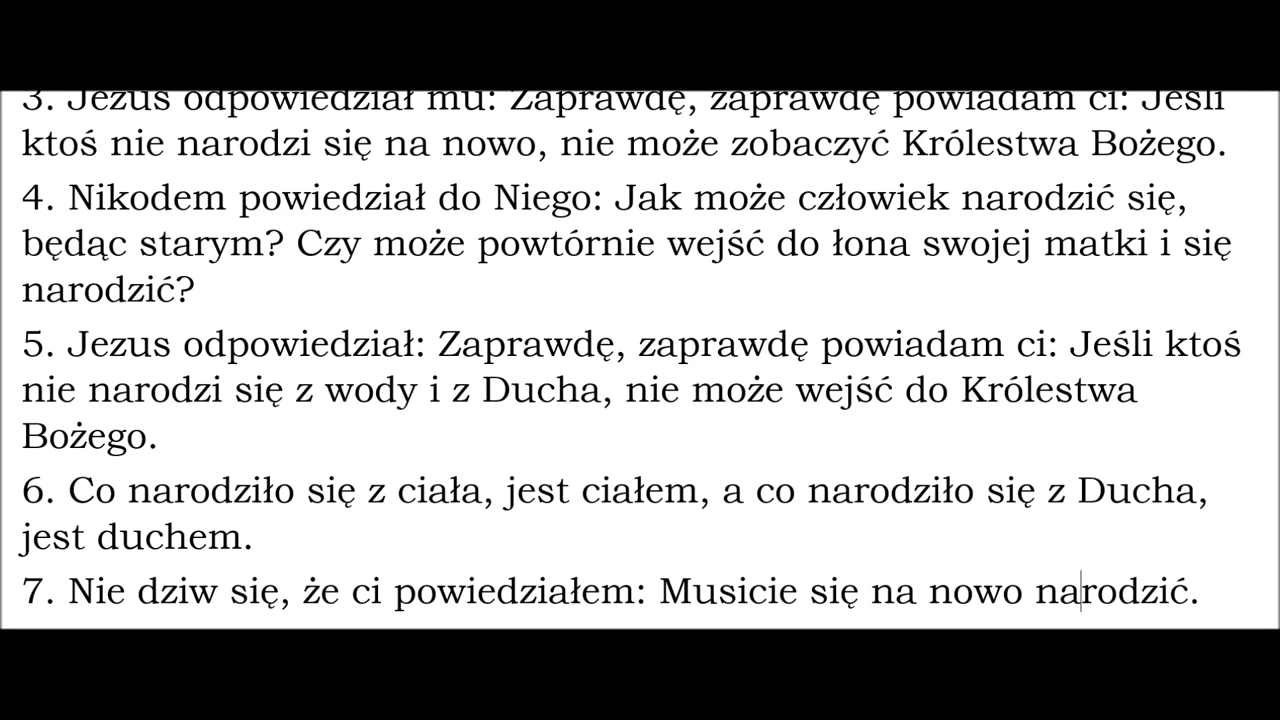 3. Jezus odpowiedział mu: Zaprawdę, zaprawdę powiadam ci: Jeśli
ktoś nie narodzi się na nowo, nie może zobaczyć Królestwa Bożego.
4. Nikodem powiedział do Niego: Jak może człowiek narodzić się,
będąc starym? Czy może powtórnie wejść do łona swojej matki i się
narodzić?
5. Jezus odpowiedział: Zaprawdę, zaprawdę powiadam ci: Jeśli ktoś
nie narodzi się z wody i z Ducha, nie może wejść do Królestwa
Bożego.
6. Co narodziło się z ciała, jest ciałem, a co narodziło się z Ducha,
jest duchem.
7. Nie dziw się, że ci powiedziałem: Musicie się na nowo narodzić.